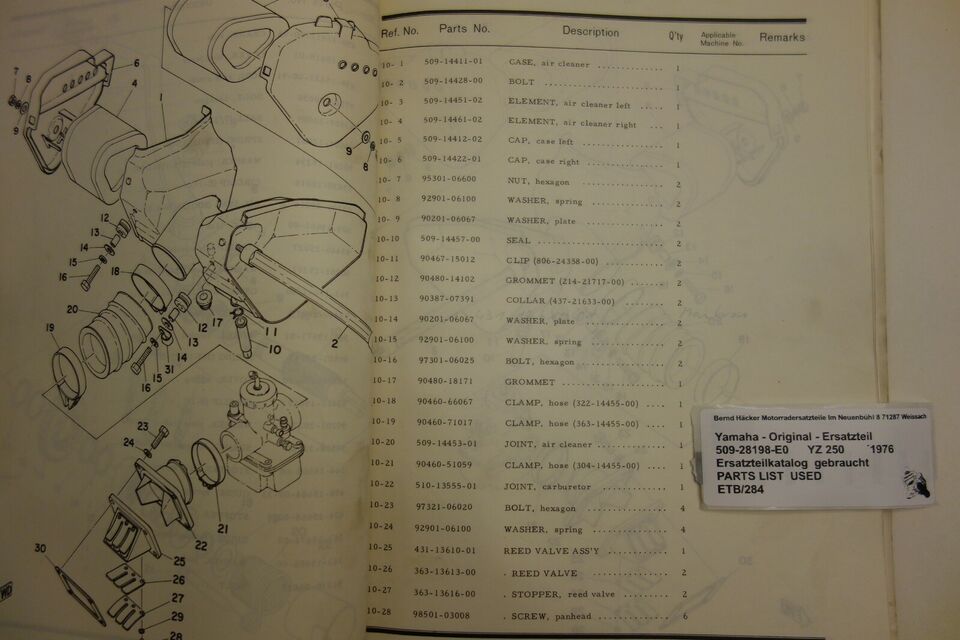 Ref. No. Parts No. Description Q'ty Applicable Machine No. Remarks
10- 1 509-14411-01 CASE, air cleaner .............. 1
10- 2 509-14428-00 BOLT ......................... 1
10- 3 509-14451-02 ELEMENT, air cleaner left ..... 1
10- 4 509-14461-02 ELEMENT, air cleaner right ... 1
10- 5 509-14412-02 CAP, case left ................ 1
10- 6 509-14422-01 CAP, case right ............... 1
10- 7 95301-06600 NUT, hexagon ................ 2
10- 8 92901-06100 WASHER, spring .............. 2
10- 9 90201-06067 WASHER, plate ............... 2
10-10 509-14457-00 SEAL ......................... 2
10-11 90467-15012 CLIP (806-24358-00) ............ 2
10-12 90480-14102 GROMMET (214-21717-00) ....... 2
10-13 90387-07391 COLLAR (437-21633-00) ......... 2
10-14 90201-06067 WASHER, plate ............... 2
10-15 92901-06100 WASHER, spring .............. 2
10-16 97301-06025 BOLT, hexagon ................ 2
10-17 90480-18171 GROMMET .................... 1
10-18 90460-66067 CLAMP, hose (322-14455-00) .... 1
10-19 90460-71017 CLAMP, hose (363-14455-00) .... 1
10-20 509-14453-01 JOINT, air cleaner ............. 1
10-21 90460-51059 CLAMP, hose (304-14455-00) .... 1
10-22 510-13555-01 JOINT, carburetor ............. 1
10-23 97321-06020 BOLT, hexagon ................ 4
10-24 92901-06100 WASHER, spring .............. 4
10-25 431-13610-01 REED VALVE ASS'Y ........... 1
10-26 363-13613-00 . REED VALVE .............. 2
10-27 363-13616-00 . STOPPER, reed valve ......... 2
10-28 98501-03008 . SCREW, panhead .............. 6
Bernd Häcker Motorradersatzteile Im Neuenbühl 8 71287 Weissach
Yamaha - Original - Ersatzteil
509-28198-E0 YZ 250 ´1976
Ersatzteilkatalog gebraucht
PARTS LIST USED
ETB/284
7
8
6
4
1
9
9
8
12
13
14
15
16
18
20
19
12
17
13
11
10
14
31
15
16
2
23
24
21
22
25
30
26
27
29
28